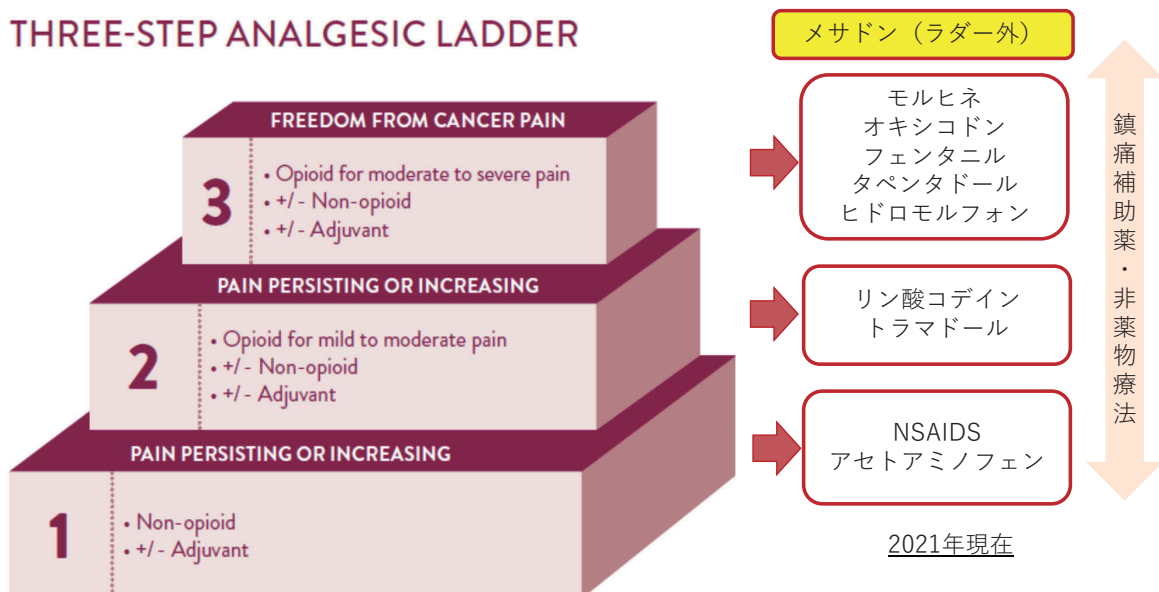 THREE-STEP ANALGESIC LADDER
FREEDOM FROM CANCER PAIN
3
• Opioid for moderate to severe pain
• +/- Non-opioid
• +/- Adjuvant
PAIN PERSISTING OR INCREASING
2
• Opioid for mild to moderate pain
• +/- Non-opioid
• +/- Adjuvant
PAIN PERSISTING OR INCREASING
1
• Non-opioid
• +/- Adjuvant
メサドン（ラダー外）
モルヒネ
オキシコドン
フェンタニル
タペンタドール
ヒドロモルフォン
リン酸コデイン
トラマドール
NSAIDS
アセトアミノフェン
2021年現在
鎮痛補助薬・非薬物療法